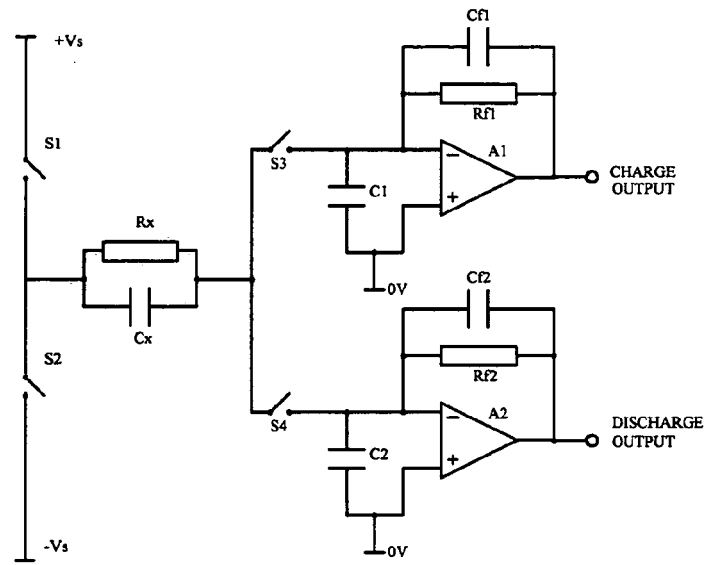 Cf1
+Vs
Rf1
S1
A1
S3
CHARGE
OUTPUT
C1
Rx
0V
Cf2
Cx
S2
Rf2
A2
S4
DISCHARGE
OUTPUT
C2
-Vs
0V